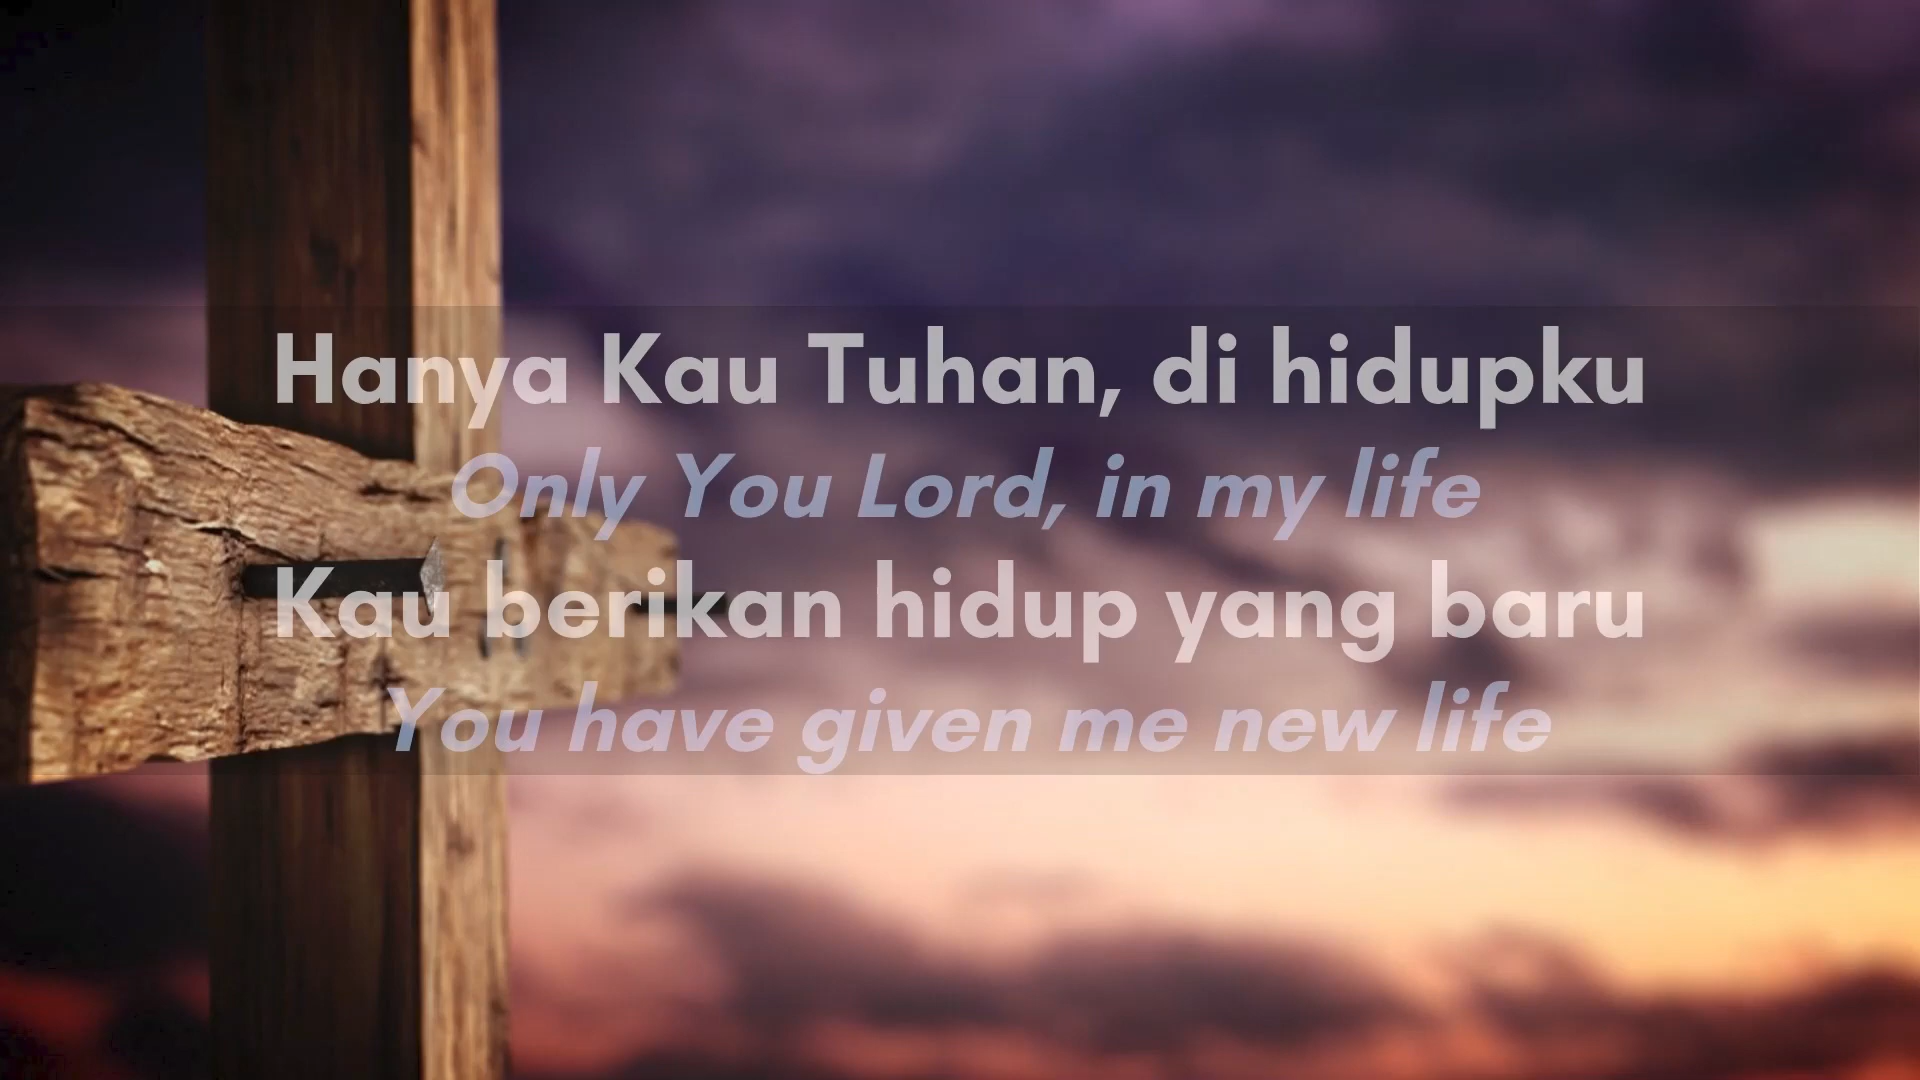 Hanya Kau Tuhan, di hidupku
Only You Lord, in my life
Kau berikan hidup yang baru
You have given me new life